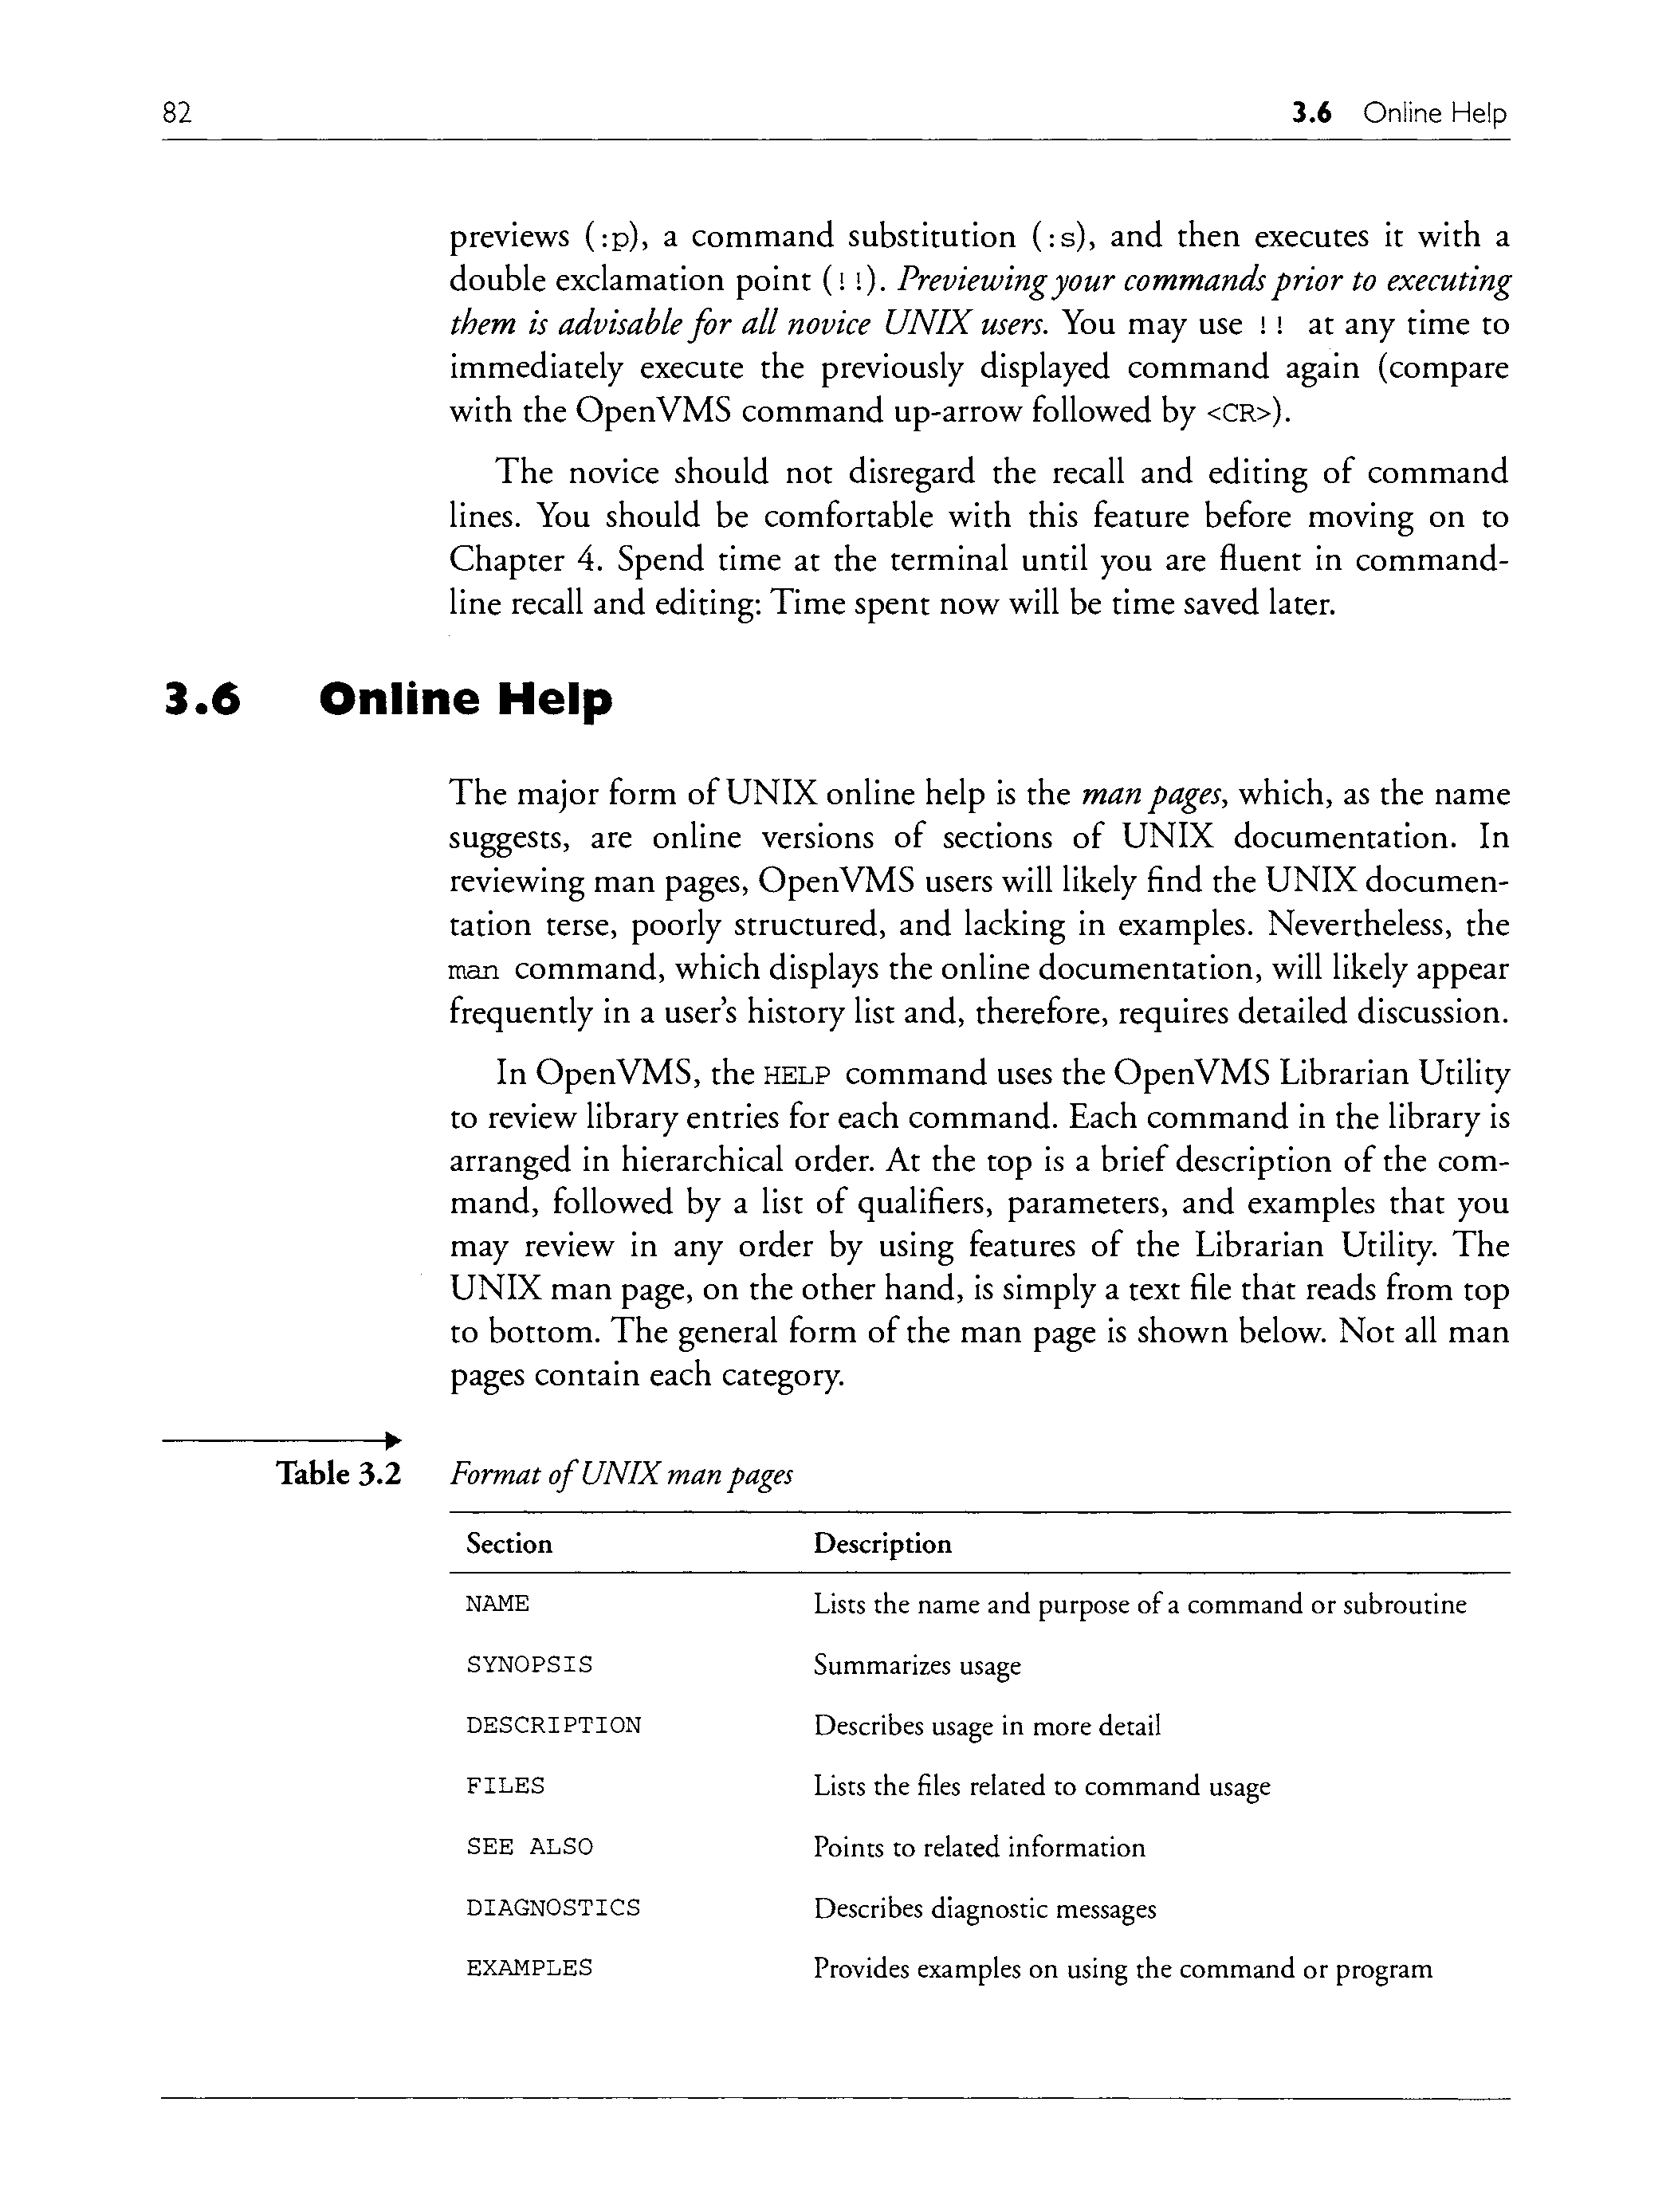 82
3.6 Online Help
previews (:p), a command substitution (:s), and then executes it with a
double exclamation point (!!). Previewing your commands prior to executing
them is advisable for all novice UNIX users. You may use !! at any time to
immediately execute the previously displayed command again (compare
with the OpenVMS command up-arrow followed by <CR>).
The novice should not disregard the recall and editing of command
lines. You should be comfortable with this feature before moving on to
Chapter 4. Spend time at the terminal until you are fluent in command-
line recall and editing: Time spent now will be time saved later.
3.6 Online Help
The major form of UNIX online help is the man pages, which, as the name
suggests, are online versions of sections of UNIX documentation. In
reviewing man pages, OpenVMS users will likely find the UNIX documen-
tation terse, poorly structured, and lacking in examples. Nevertheless, the
man command, which displays the online documentation, will likely appear
frequently in a user's history list and, therefore, requires detailed discussion.
In OpenVMS, the HELP command uses the OpenVMS Librarian Utility
to review library entries for each command. Each command in the library is
arranged in hierarchical order. At the top is a brief description of the com-
mand, followed by a list of qualifiers, parameters, and examples that you
may review in any order by using features of the Librarian Utility. The
UNIX man page, on the other hand, is simply a text file that reads from top
to bottom. The general form of the man page is shown below. Not all man
pages contain each category.
Table 3.2 Format of UNIX man pages
Section Description
NAME Lists the name and purpose of a command or subroutine
SYNOPSIS Summarizes usage
DESCRIPTION Describes usage in more detail
FILES Lists the files related to command usage
SEE ALSO Points to related information
DIAGNOSTICS Describes diagnostic messages
EXAMPLES Provides examples on using the command or program